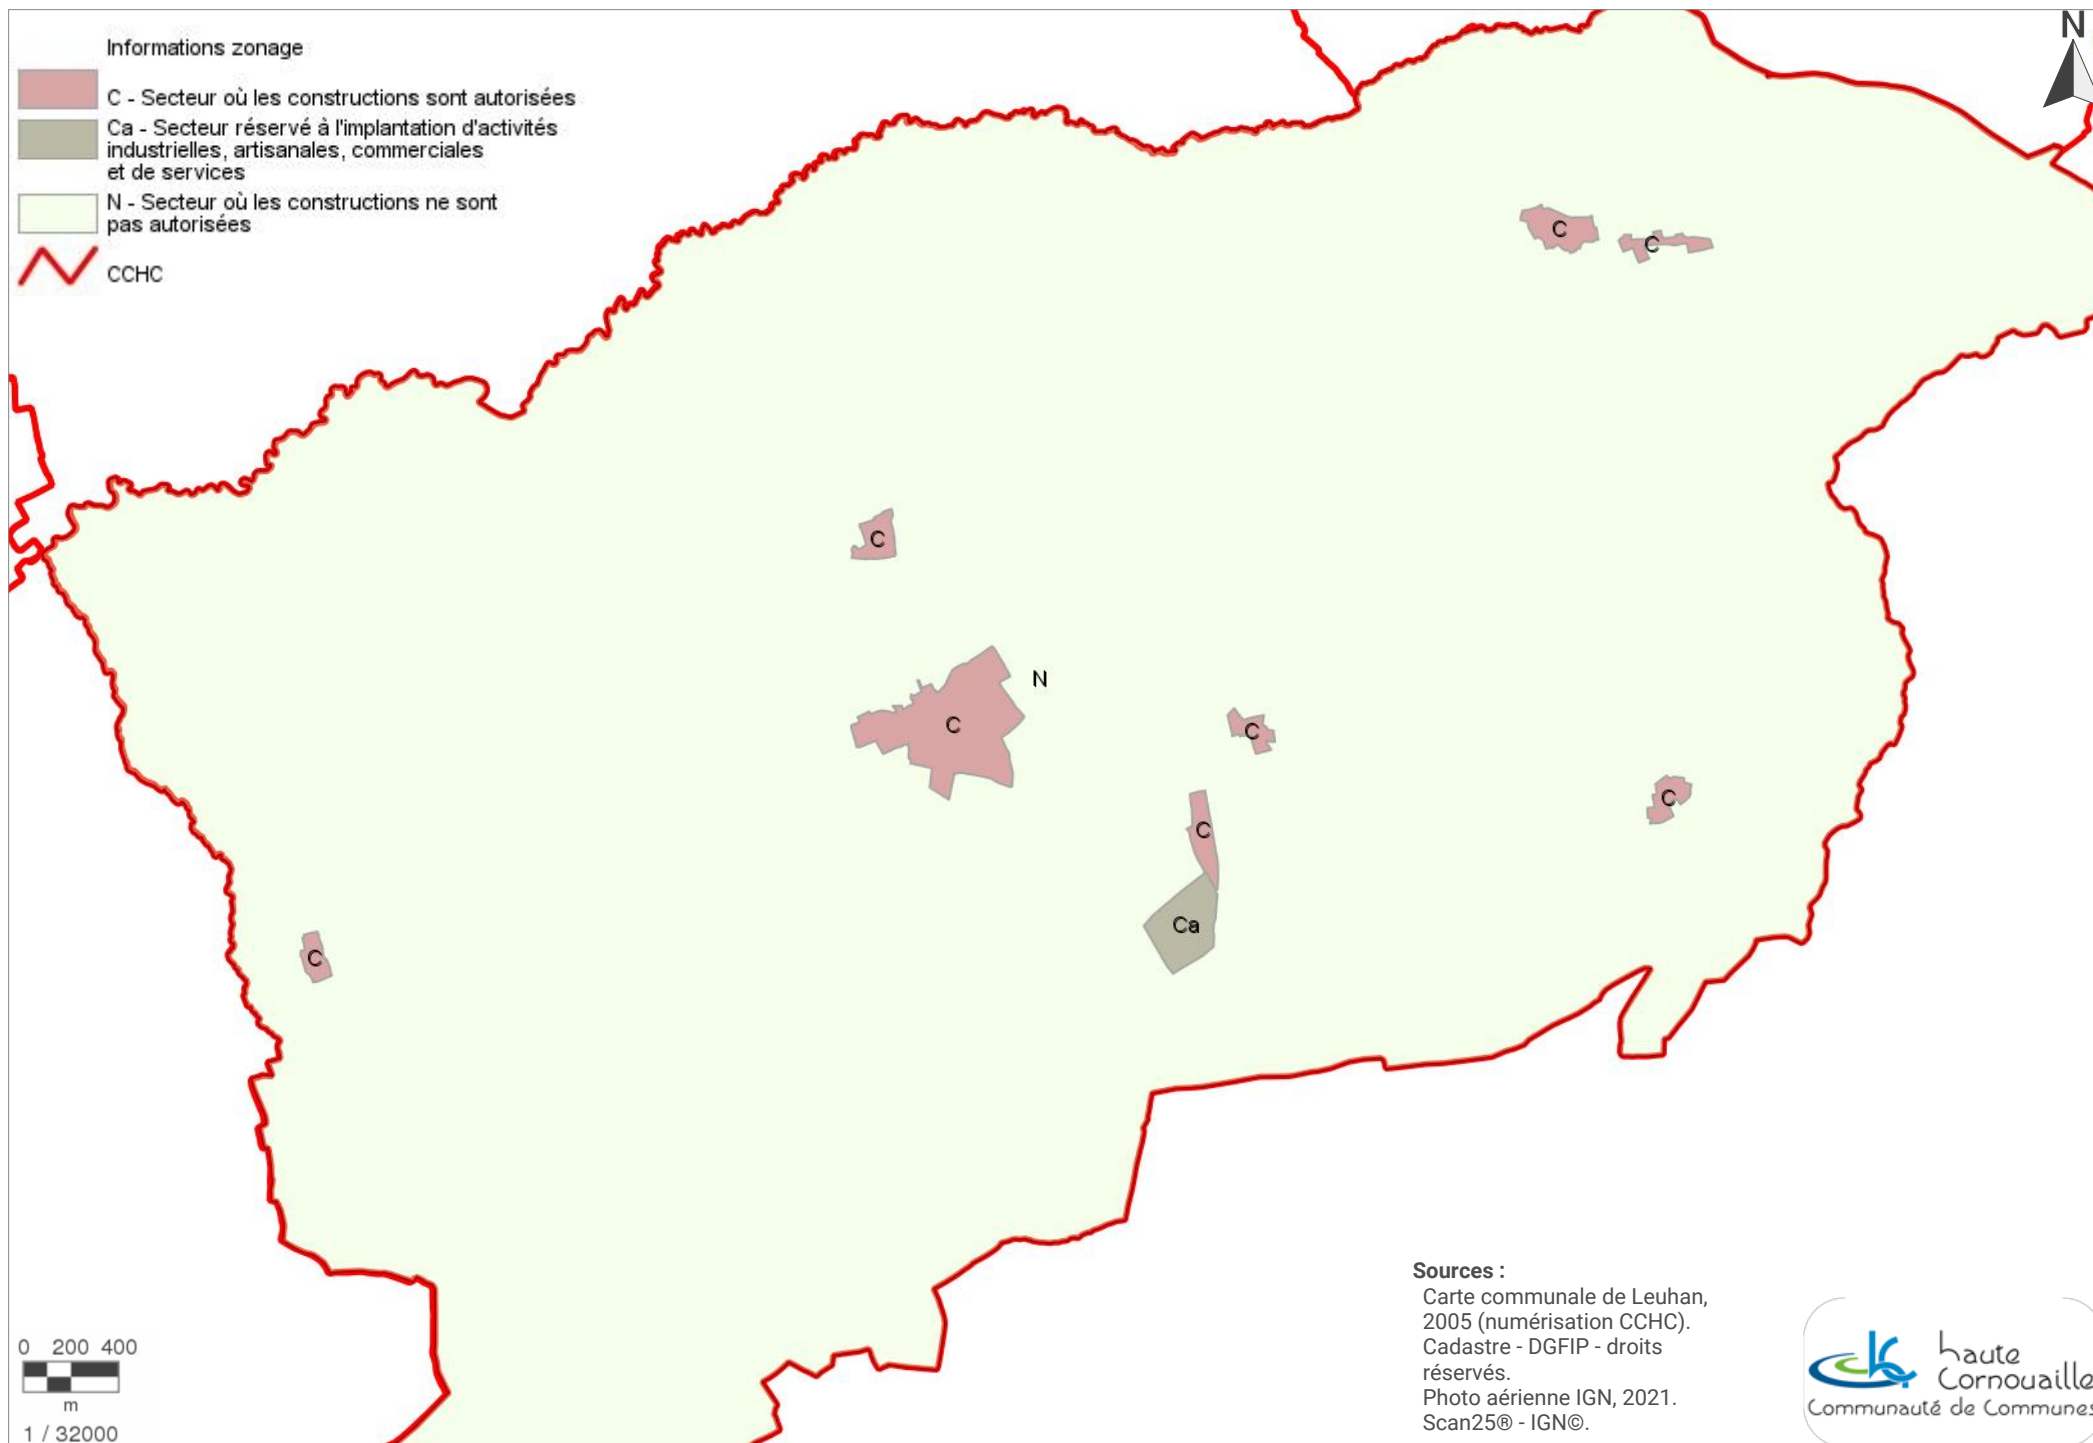 Informations zonage
C - Secteur où les constructions sont autorisées
Ca - Secteur réservé à l'implantation d'activités
industrielles, artisanales, commerciales
et de services
N - Secteur où les constructions ne sont
pas autorisées
CCHC
N
C
C
C
N
C
C
C
C
Ca
C
0 200 400
m
1 / 32000
Sources :
Carte communale de Leuhan,
2005 (numérisation CCHC).
Cadastre - DGFIP - droits
réservés.
Photo aérienne IGN, 2021.
Scan25® - IGN©.
haute
Cornouaille
Communauté de Communes